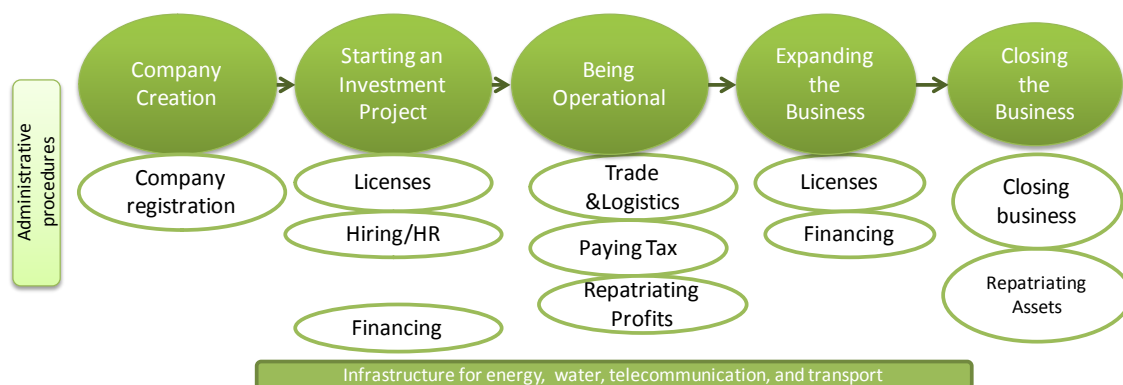 Company
Creation
Starting an
Investment
Project
Being
Operational
Expanding
the
Business
Closing
the
Business
Administrative
procedures
Company
registration
Licenses
Hiring/HR
Financing
Trade
&Logistics
Paying Tax
Repatriating
Profits
Licenses
Financing
Closing
business
Repatriating
Assets
Infrastructure for energy, water, telecommunication, and transport